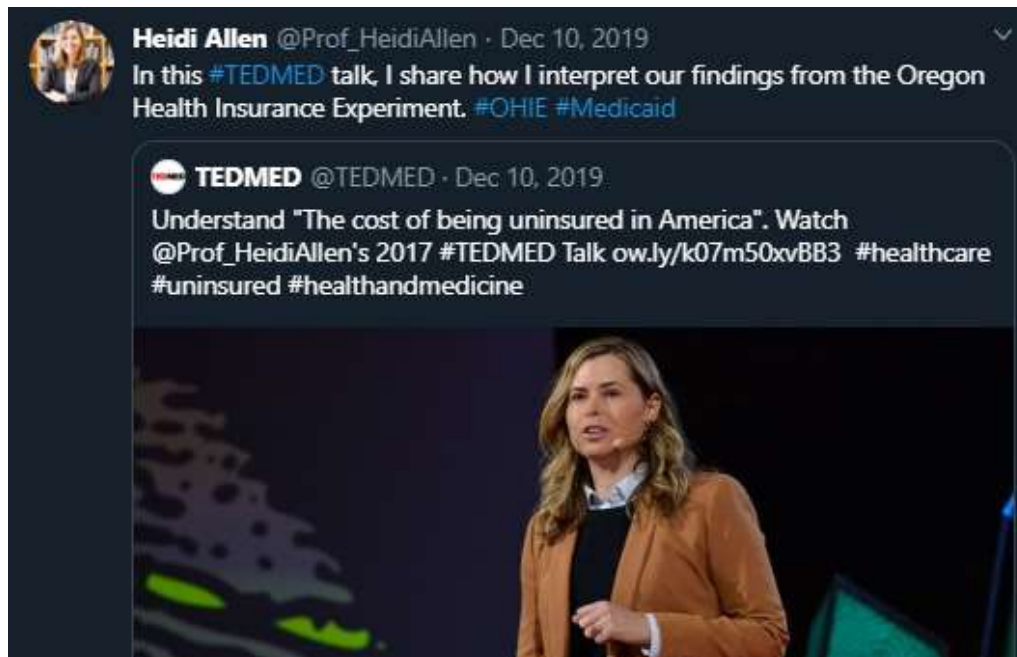 Heidi Allen @Prof_HeidiAllen · Dec 10, 2019
In this #TEDMED talk, I share how I interpret our findings from the Oregon
Health Insurance Experiment. #OHIE #Medicaid
TEDMED @TEDMED · Dec 10, 2019
Understand "The cost of being uninsured in America". Watch
@Prof_HeidiAllen's 2017 #TEDMED Talk ow.ly/k07m50xvBB3 #healthcare
#uninsured #healthandmedicine